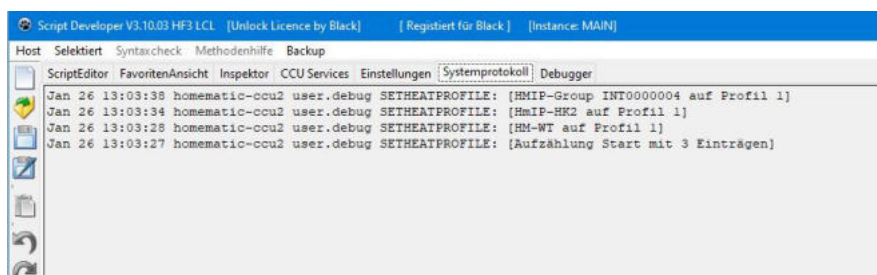 Script Developer V3.10.03 HF3 LCL [Unlock Licence by Black] [ Registiert für Black ] [Instance: MAIN]
Host Selektiert Syntaxcheck Methodenhilfe Backup
ScriptEditor FavoritenAnsicht Inspektor CCU Services Einstellungen Systemprotokoll Debugger
Jan 26 13:03:38 homematic-ccu2 user.debug SETHEATPROFILE: [HMIP-Group INT0000004 auf Profil 1]
Jan 26 13:03:34 homematic-ccu2 user.debug SETHEATPROFILE: [HmIP-HK2 auf Profil 1]
Jan 26 13:03:28 homematic-ccu2 user.debug SETHEATPROFILE: [HM-WT auf Profil 1]
Jan 26 13:03:27 homematic-ccu2 user.debug SETHEATPROFILE: [Aufzählung Start mit 3 Einträgen]